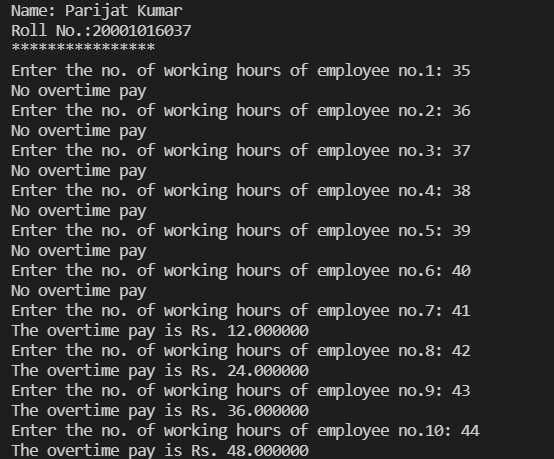 Name: Parijat Kumar
Roll No.:20001016037
****************
Enter the no. of working hours of employee no.1: 35
No overtime pay
Enter the no. of working hours of employee no.2: 36
No overtime pay
Enter the no. of working hours of employee no.3: 37
No overtime pay
Enter the no. of working hours of employee no.4: 38
No overtime pay
Enter the no. of working hours of employee no.5: 39
No overtime pay
Enter the no. of working hours of employee no.6: 40
No overtime pay
Enter the no. of working hours of employee no.7: 41
The overtime pay is Rs. 12.000000
Enter the no. of working hours of employee no.8: 42
The overtime pay is Rs. 24.000000
Enter the no. of working hours of employee no.9: 43
The overtime pay is Rs. 36.000000
Enter the no. of working hours of employee no.10: 44
The overtime pay is Rs. 48.000000